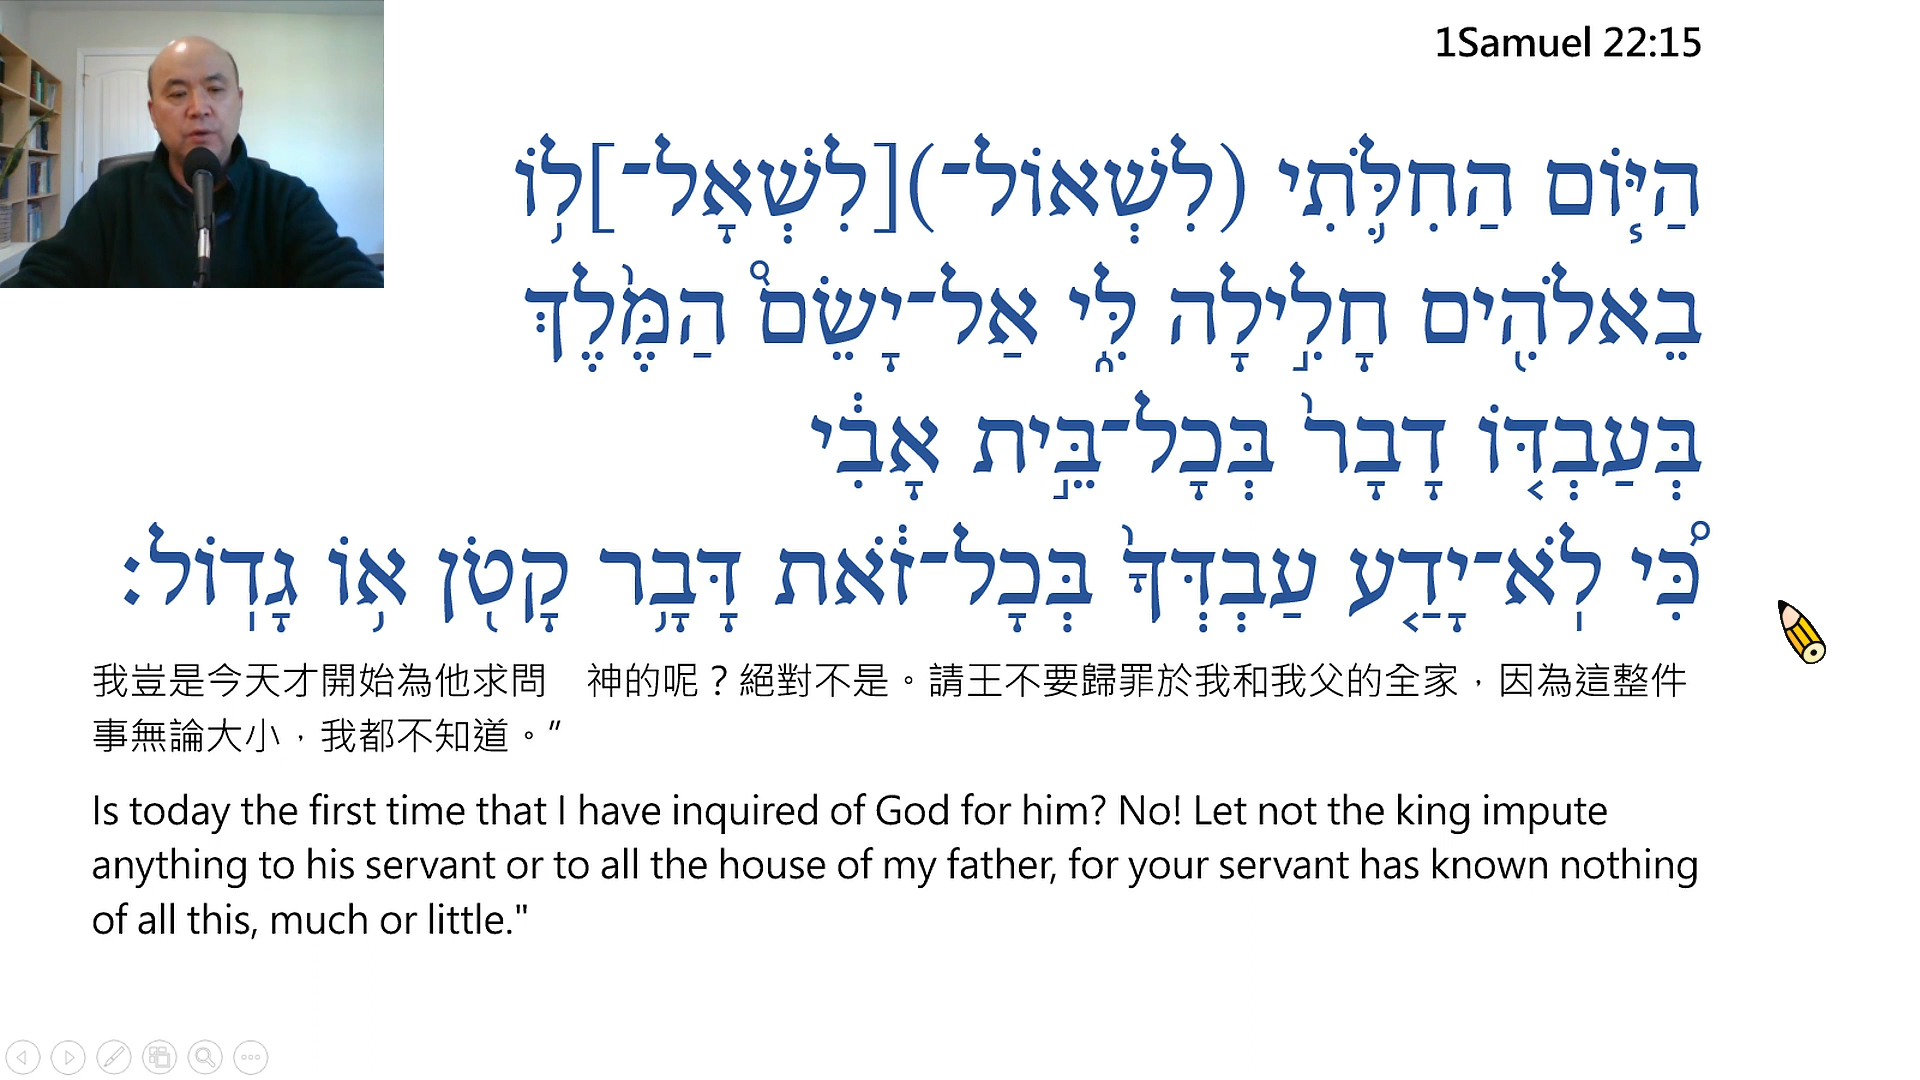 1Samuel 22:15
הַיּ֧וֹם הַחִלֹּ֛תִי (לִשְׁאוֹל־)[לִשְׁאָל־]ל֥וֹ
בֵאלֹהִ֖ים חָלִ֣ילָה לִּ֑י אַל־יָשֵׂם֩ הַמֶּ֨לֶךְ
בְּעַבְדּ֤וֹ דָבָר֙ בְּכָל־בֵּ֣ית אָבִ֔י
כִּ֠י לֽ͏ֹא־יָדַ֤ע עַבְדְּךָ֙ בְּכָל־זֹ֔את דָּבָ֥ר קָטֹ֖ן א֥וֹ גָדֽוֹל׃
我豈是今天才開始為他求問　神的呢？絕對不是。請王不要歸罪於我和我父的全家，因為這整件
事無論大小，我都不知道。”
Is today the first time that I have inquired of God for him? No! Let not the king impute
anything to his servant or to all the house of my father, for your servant has known nothing
of all this, much or little."